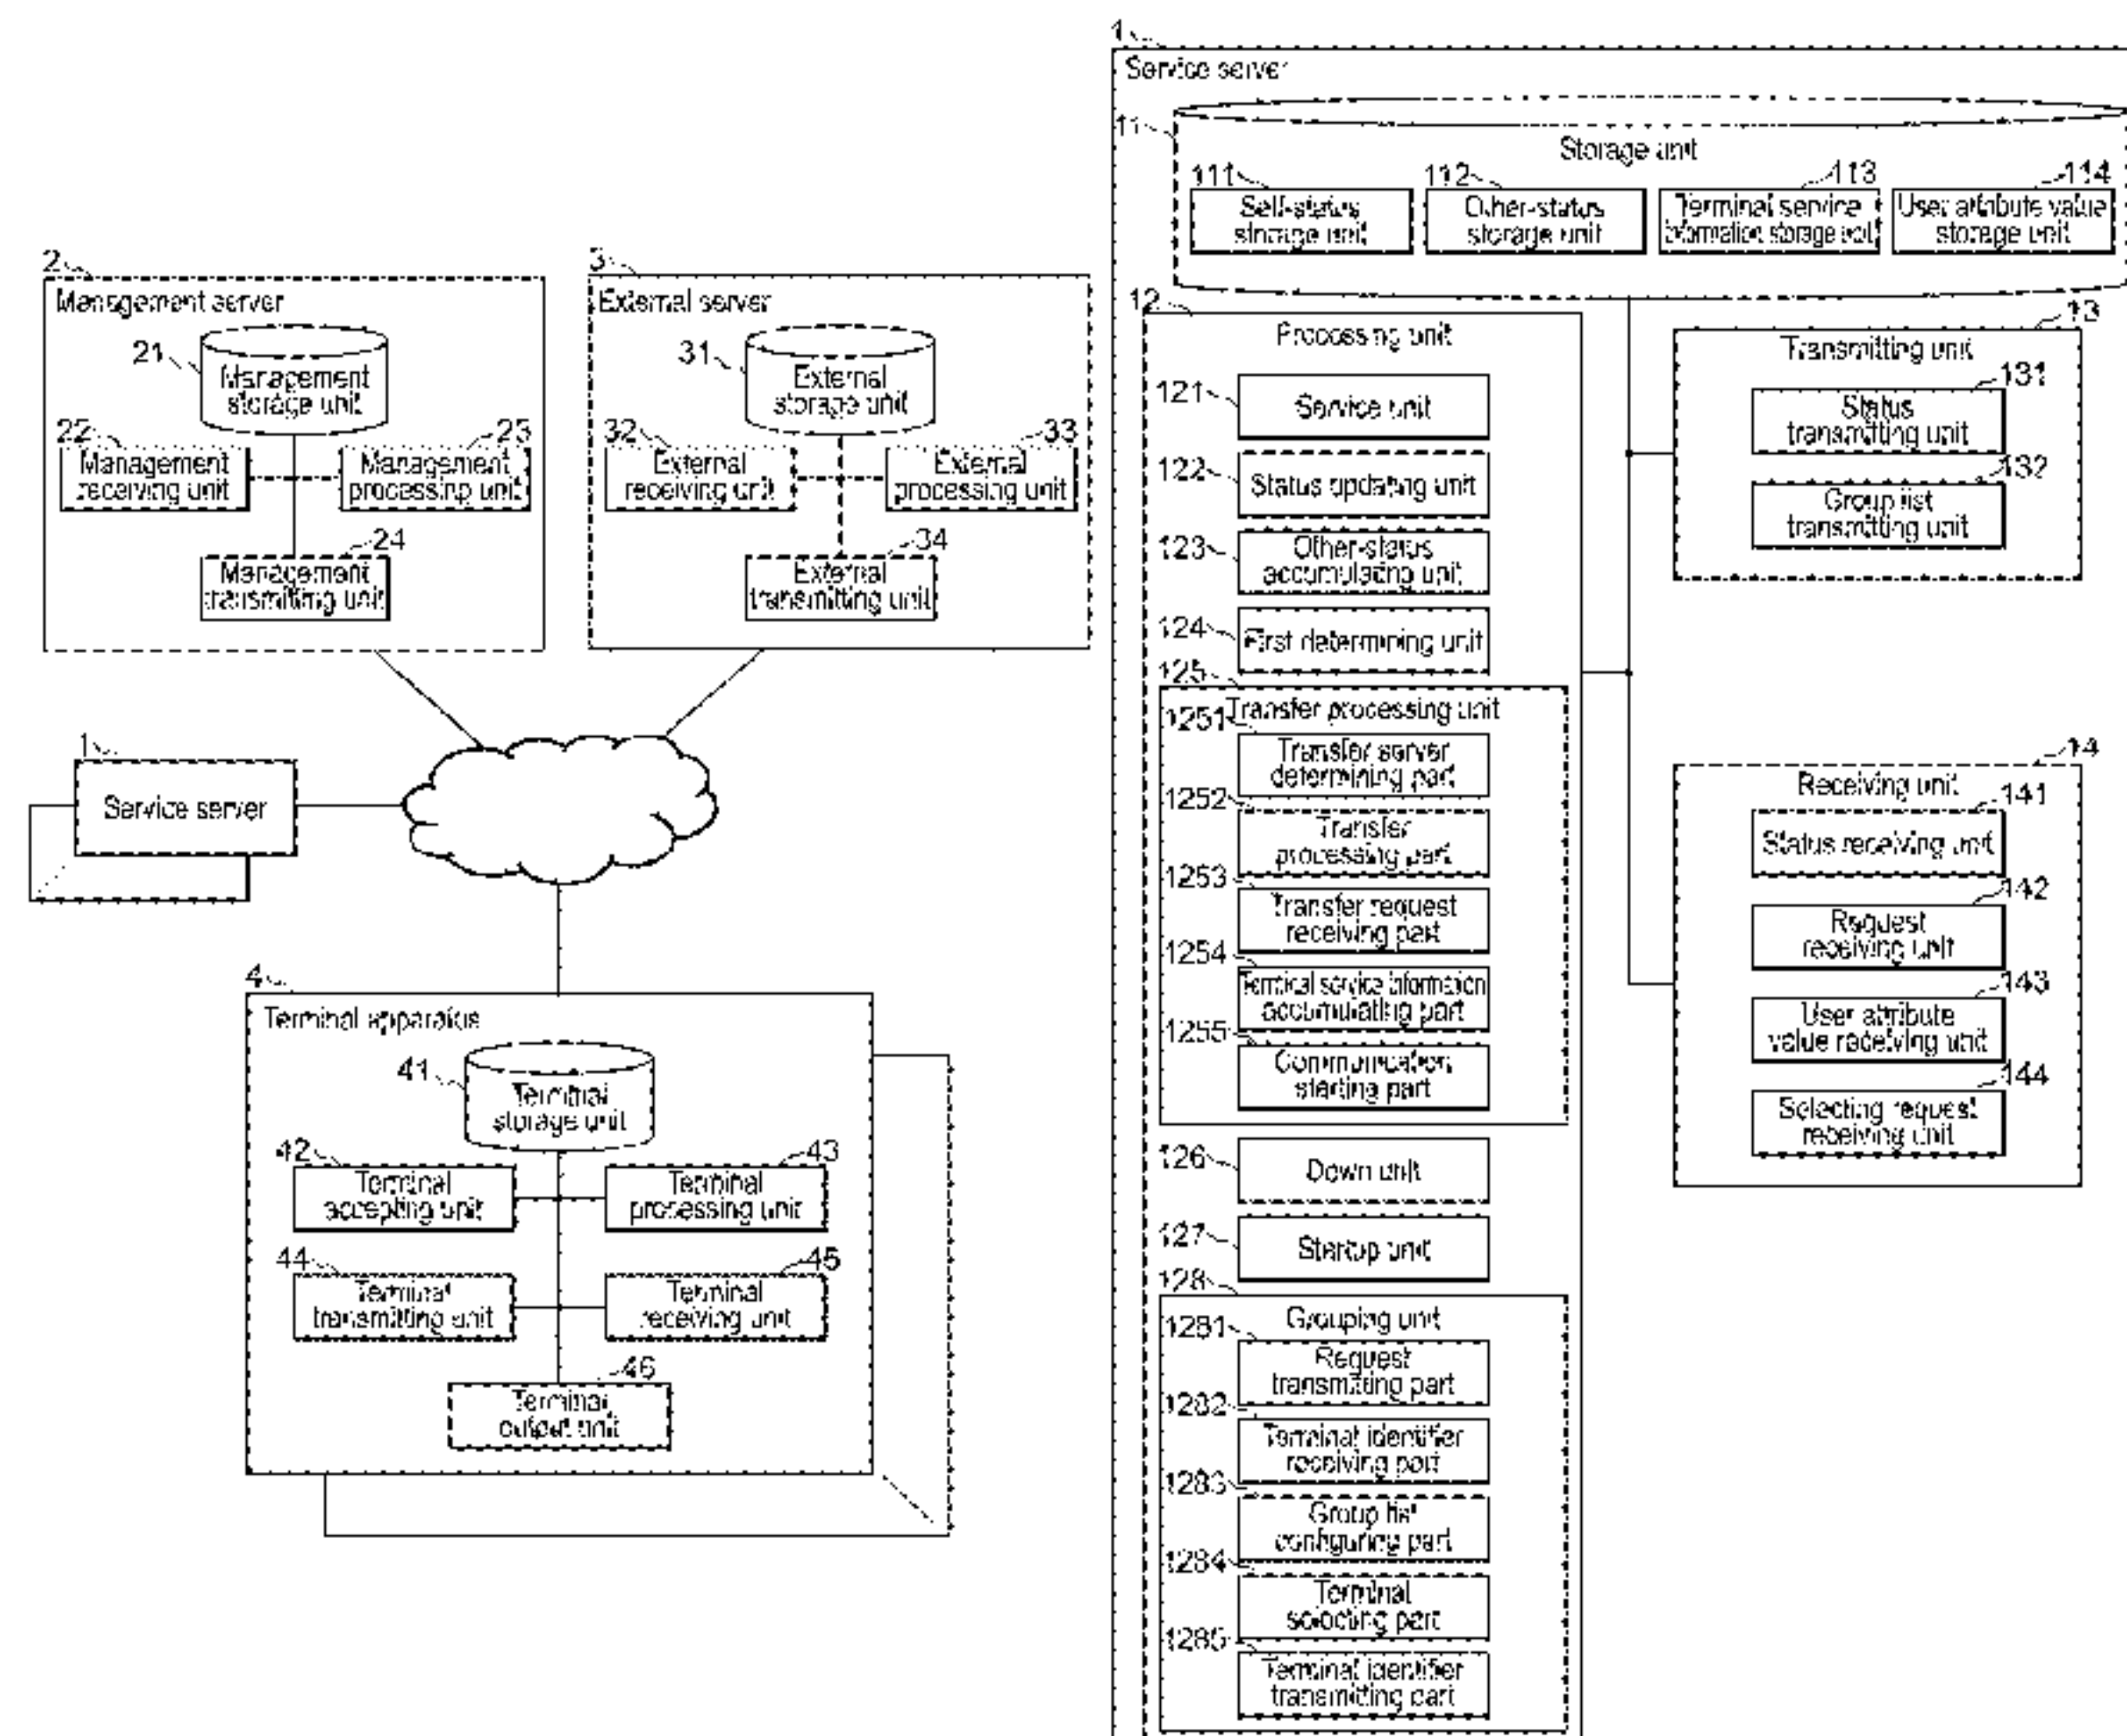 2
Management server
21
Management
storage unit
22
Management
receiving unit
23
Management
processing unit
24
Management
transmitting unit
3
External server
31
External
storage unit
32
External
receiving unit
33
External
processing unit
34
External
transmitting unit
1
Service server
4
Terminal apparatus
41
Terminal
storage unit
42
Terminal
accepting unit
43
Terminal
processing unit
44
Terminal
transmitting unit
45
Terminal
receiving unit
46
Terminal
output unit
1
Service server
11
Storage unit
111
Self-status
storage unit
112
Other-status
storage unit
113
Terminal service
information storage unit
114
User attribute value
storage unit
12
Processing unit
121
Service unit
122
Status updating unit
123
Other-status
accumulating unit
124
First determining unit
125
Transfer processing unit
1251
Transfer server
determining part
1252
Transfer
processing part
1253
Transfer request
receiving part
1254
Terminal service information
accumulating part
1255
Communication
starting part
126
Down unit
127
Startup unit
128
Grouping unit
1281
Request
transmitting part
1282
Terminal identifier
receiving part
1283
Group list
configuring part
1284
Terminal
selecting part
1285
Terminal identifier
transmitting part
13
Transmitting unit
131
Status
transmitting unit
132
Group list
transmitting unit
14
Receiving unit
141
Status receiving unit
142
Request
receiving unit
143
User attribute
value receiving unit
144
Selecting request
receiving unit